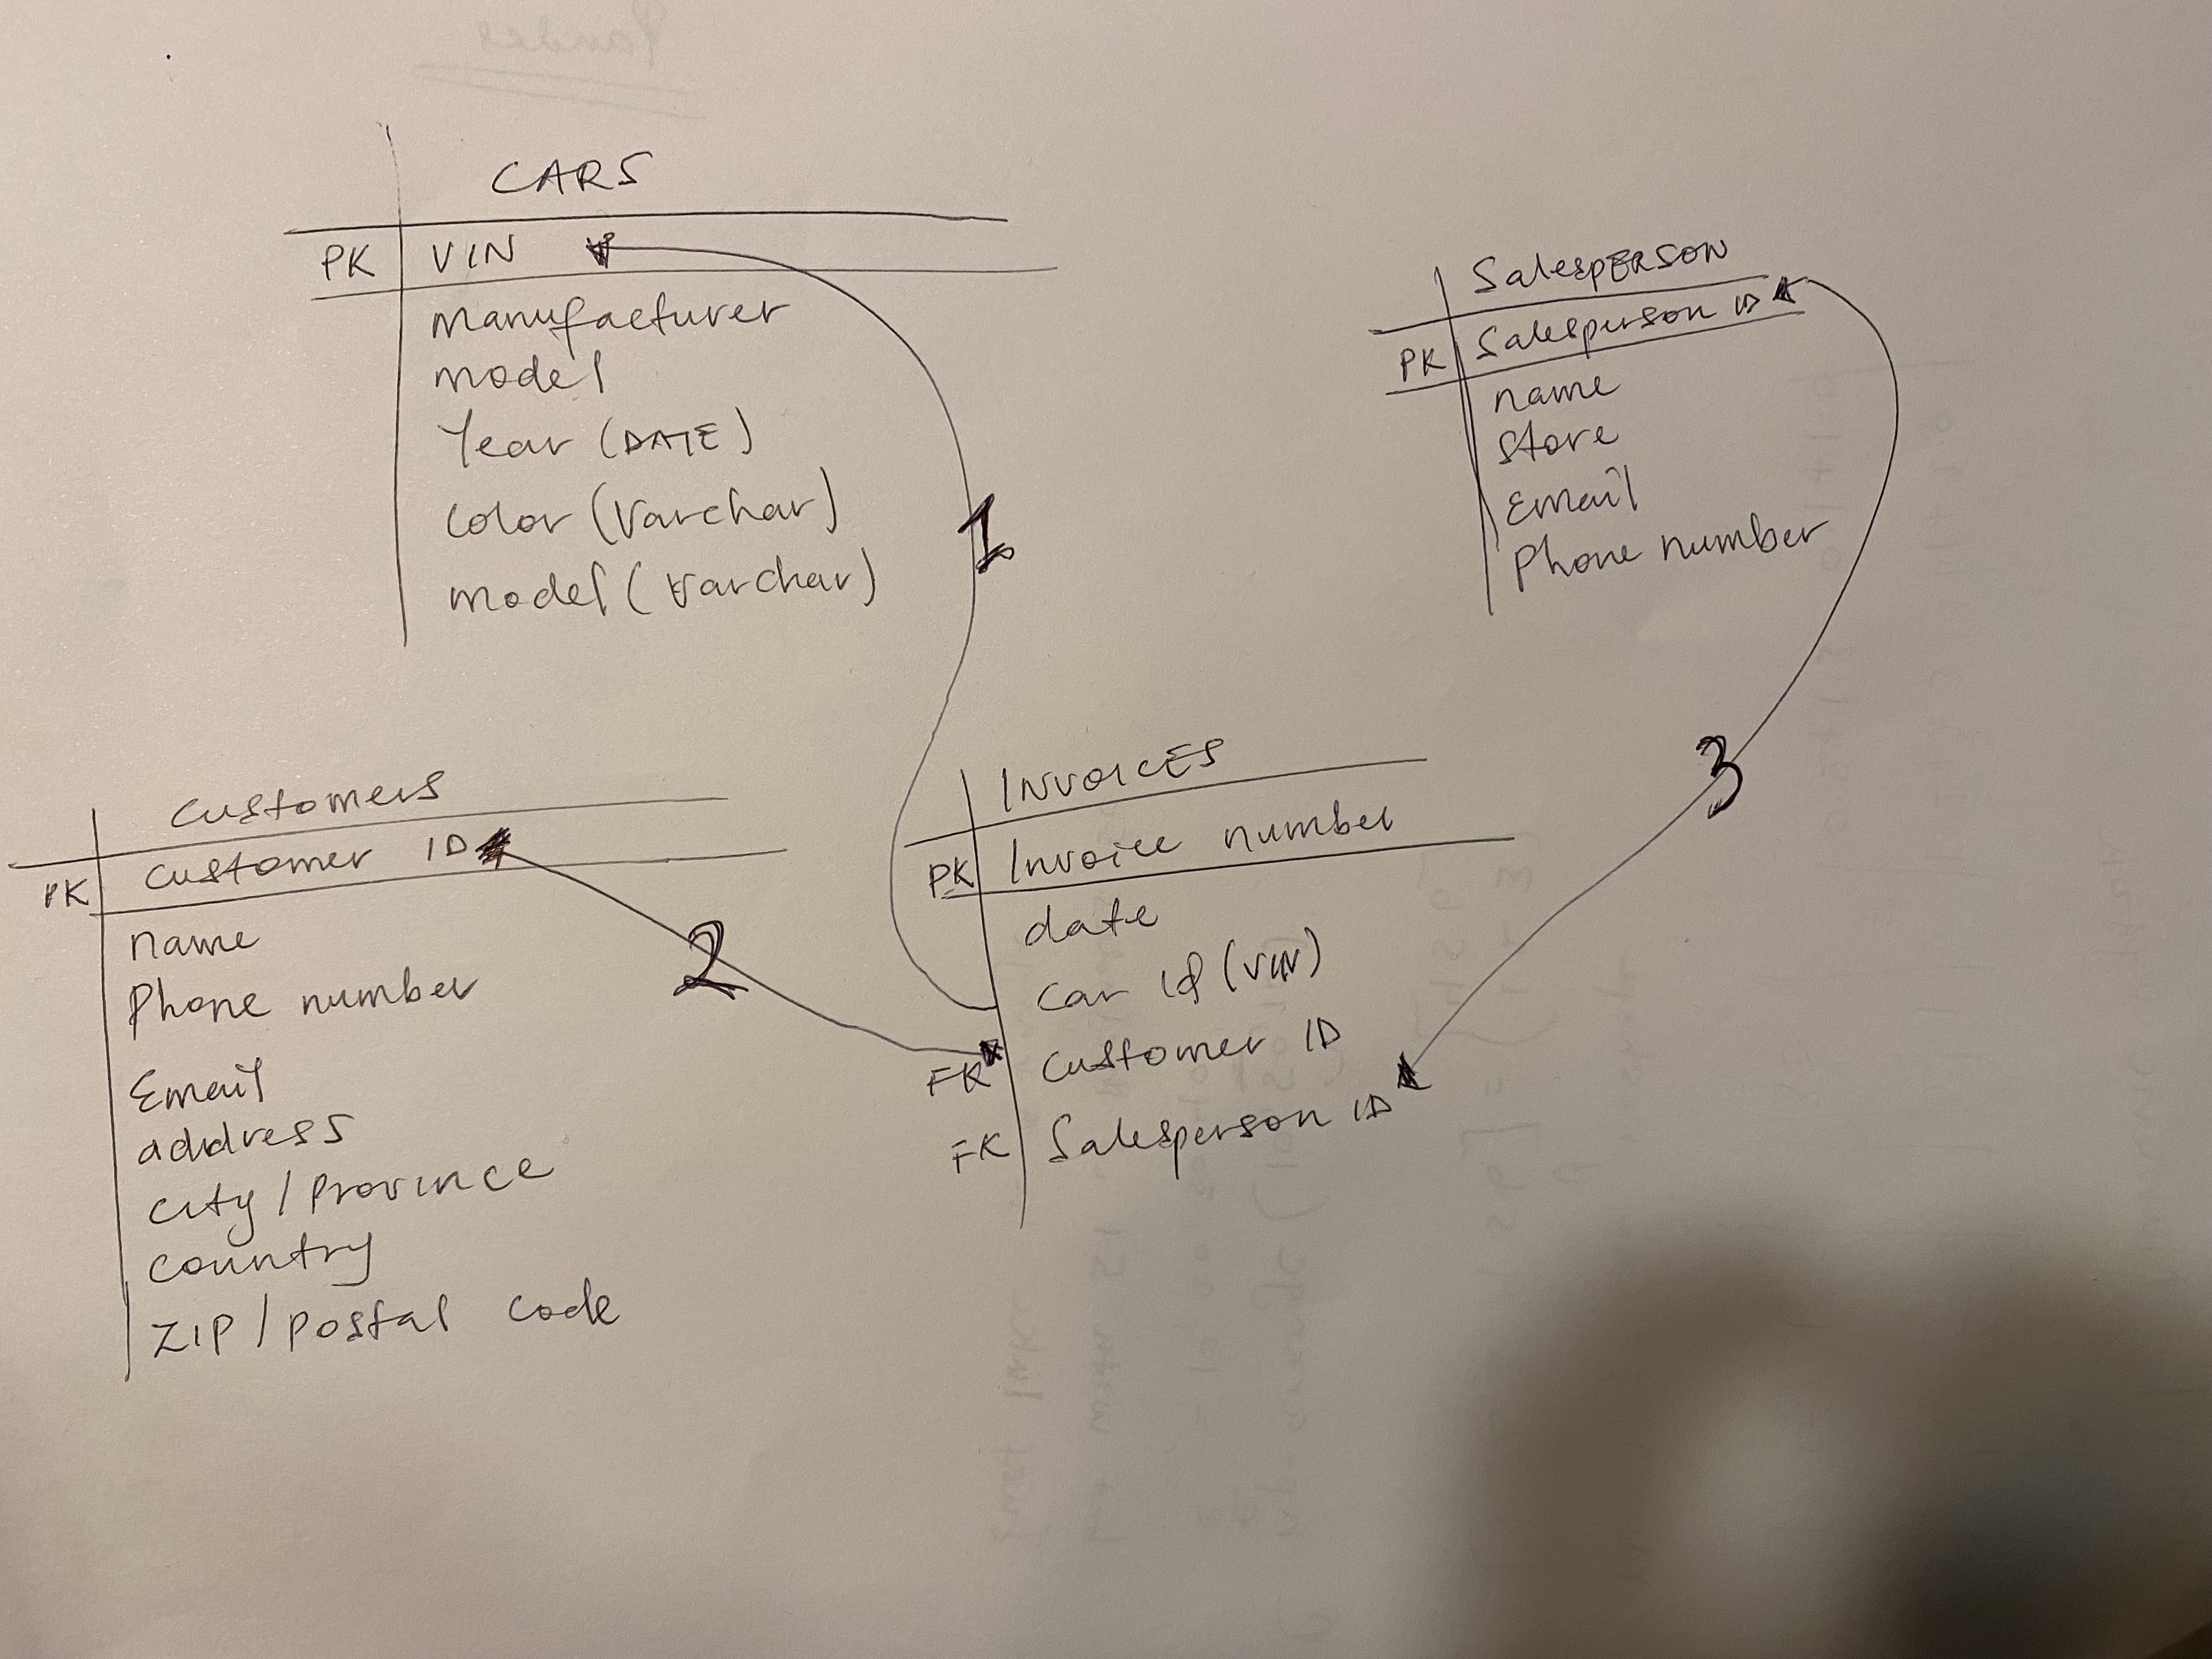 CARS
PK VIN
Manufacturer
model
Year (DATE)
Color (Varchar)
model (Varchar)
1
SalespERSON
PK Salesperson ID
name
Store
Email
Phone number
3
Customers
PK Customer ID
name
Phone number
Email
address
City / Province
Country
ZIP / Postal Code
2
INVOICES
PK Invoice number
date
Car id (VIN)
FK Customer ID
FK Salesperson ID